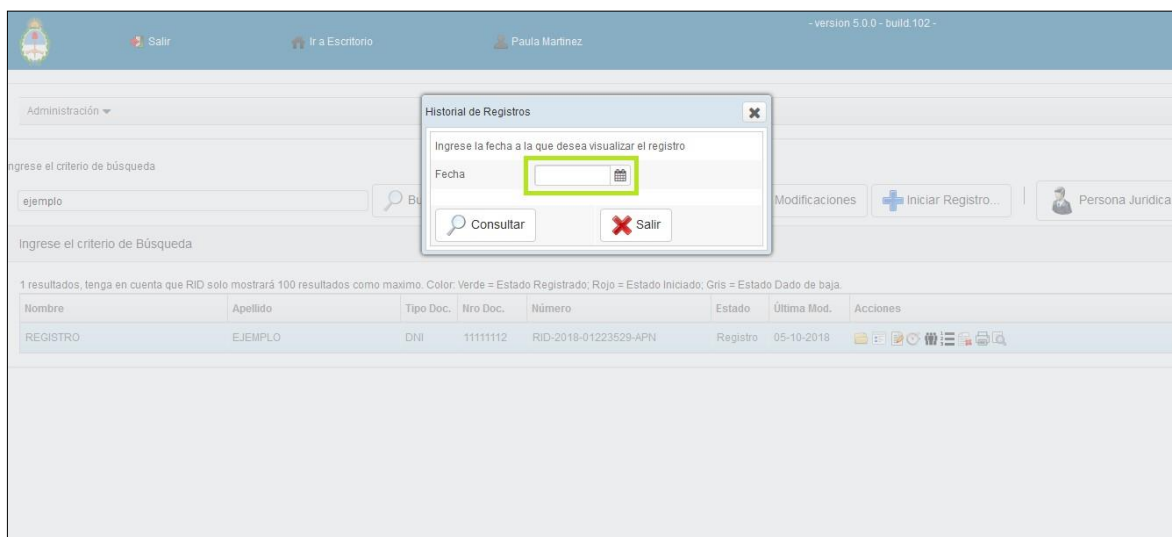 - version 5.0.0 - build.102 -
Salir
Ir a Escritorio
Paula Martinez
Administración
Historial de Registros
Ingrese la fecha a la que desea visualizar el registro
Fecha
Consultar
Salir
ngrese el criterio de búsqueda
ejemplo
Bu
Modificaciones
Iniciar Registro...
Persona Juridica
Ingrese el criterio de Búsqueda
1 resultados, tenga en cuenta que RID solo mostrará 100 resultados como maximo. Color: Verde = Estado Registrado; Rojo = Estado Iniciado; Gris = Estado Dado de baja.
Nombre Apellido Tipo Doc. Nro Doc. Número Estado Última Mod. Acciones
REGISTRO EJEMPLO DNI 11111112 RID-2018-01223529-APN Registro 05-10-2018